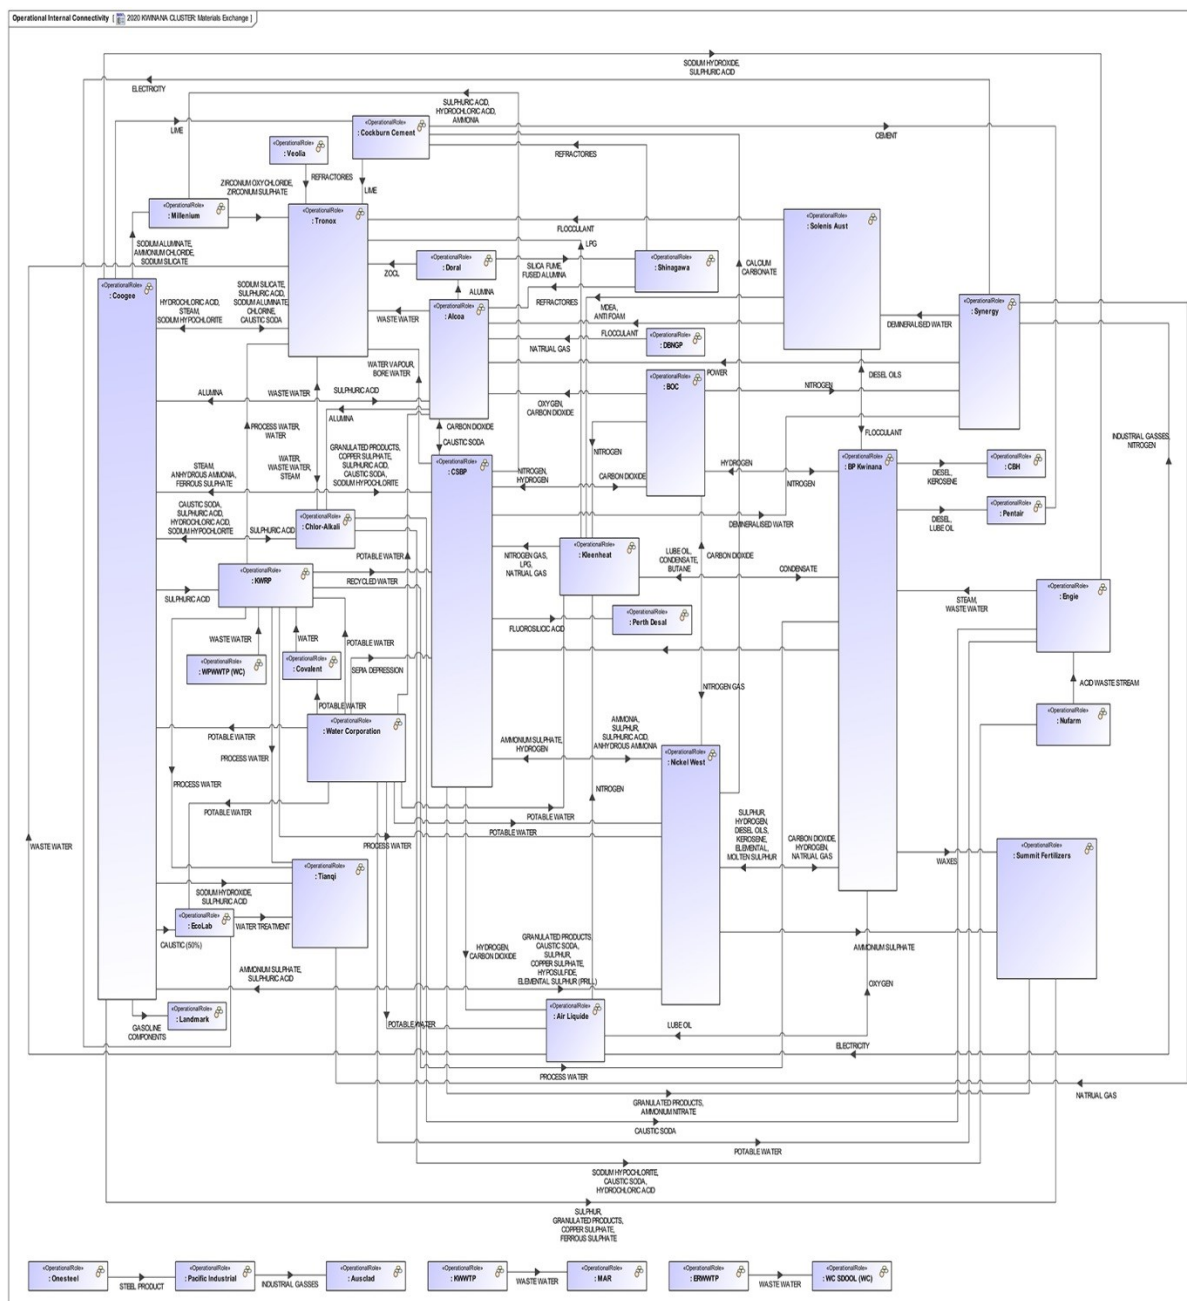 Operational Internal Connectivity [ 2020 KWINANA CLUSTER: Materials Exchange ]
SODIUM HYDROXIDE,
SULPHURIC ACID
ELECTRICITY
SULPHURIC ACID,
HYDROCHLORIC ACID,
AMMONIA
«OperationalRole»
: Cockburn Cement
LIME
CEMENT
«OperationalRole»
: Veolia
REFRACTORIES
REFRACTORIES
ZIRCONIUM OXYCHLORIDE,
ZIRCONIUM SULPHATE
LIME
«OperationalRole»
: Millenium
«OperationalRole»
: Tronox
«OperationalRole»
: Solenis Aust
FLOCCULANT
LPG
SODIUM ALUMINATE,
AMMONIUM CHLORIDE,
SODIUM SILICATE
«OperationalRole»
: Doral
ZOCL
SILICA FUME,
FUSED ALUMNA
«OperationalRole»
: Shinagawa
CALCIUM
CARBONATE
REFRACTORIES
«OperationalRole»
: Coogee
HYDROCHLORIC ACID,
STEAM,
SODIUM HYPOCHLORITE
SODIUM SILICATE,
SULPHURIC ACID,
SODIUM ALUMINATE,
CHLORINE,
CAUSTIC SODA
ALUMINA
«OperationalRole»
: Alcoa
WASTE WATER
MDEA,
ANTI FOAM
«OperationalRole»
: Synergy
DEMINERALISED WATER
FLOCCULANT
NATRUAL GAS
«OperationalRole»
: DBNGP
WATER VAPOUR,
BORE WATER
POWER
«OperationalRole»
: BOC
DIESEL OILS
NITROGEN
ALUMINA
WASTE WATER
SULPHURIC ACID
OXYGEN,
CARBON DIOXIDE
ALUMINA
CARBON DIOXIDE
CAUSTIC SODA
PROCESS WATER,
WATER
WATER,
WASTE WATER,
STEAM
GRANULATED PRODUCTS,
COPPER SULPHATE,
SULPHURIC ACID,
CAUSTIC SODA,
SODIUM HYPOCHLORITE
NITROGEN
FLOCCULANT
INDUSTRIAL GASSES,
NITROGEN
«OperationalRole»
: CSBP
«OperationalRole»
: BP Kwinana
«OperationalRole»
: CBH
DIESEL,
KEROSENE
STEAM,
ANHYDROUS AMMONIA,
FERROUS SULPHATE
NITROGEN,
HYDROGEN
CARBON DIOXIDE
HYDROGEN
NITROGEN
«OperationalRole»
: Pentair
DIESEL,
LUBE OIL
CAUSTIC SODA,
SULPHURIC ACID,
HYDROCHLORIC ACID,
SODIUM HYPOCHLORITE
SULPHURIC ACID
«OperationalRole»
: Chlor-Alkali
DEMINERALISED WATER
POTABLE WATER
«OperationalRole»
: Kleenheat
NITROGEN GAS,
LPG,
NATRUAL GAS
LUBE OIL,
CONDENSATE,
BUTANE
CARBON DIOXIDE
CONDENSATE
«OperationalRole»
: KWRP
RECYCLED WATER
SULPHURIC ACID
STEAM,
WASTE WATER
«OperationalRole»
: Engie
«OperationalRole»
: Perth Desal
FLUOROSILICIC ACID
WASTE WATER
WATER
POTABLE WATER
«OperationalRole»
: WPWWTP (WC)
«OperationalRole»
: Covalent
SEPIA DEPRESSION
POTABLE WATER
NITROGEN GAS
ACID WASTE STREAM
«OperationalRole»
: Nufarm
«OperationalRole»
: Water Corporation
POTABLE WATER
PROCESS WATER
AMMONIUM SULPHATE,
HYDROGEN
AMMONIA,
SULPHUR,
SULPHURIC ACID,
ANHYDROUS AMMONIA
«OperationalRole»
: Nickel West
PROCESS WATER
NITROGEN
POTABLE WATER
POTABLE WATER
POTABLE WATER
PROCESS WATER
SULPHUR,
HYDROGEN,
DIESEL OILS,
KEROSENE,
ELEMENTAL,
MOLTEN SULPHUR
CARBON DIOXIDE,
HYDROGEN,
NATRUAL GAS
WAXES
«OperationalRole»
: Summit Fertilizers
WASTE WATER
«OperationalRole»
: Tianqi
SODIUM HYDROXIDE,
SULPHURIC ACID
«OperationalRole»
: EcoLab
WATER TREATMENT
CAUSTIC (50%)
AMMONIUM SULPHATE
HYDROGEN,
CARBON DIOXIDE
GRANULATED PRODUCTS,
CAUSTIC SODA,
SULPHUR,
COPPER SULPHATE,
HYPOSULFIDE,
ELEMENTAL SULPHUR (PRILL)
AMMONIUM SULPHATE,
SULPHURIC ACID
OXYGEN
«OperationalRole»
: Landmark
GASOLINE
COMPONENTS
«OperationalRole»
: Air Liquide
POTABLE WATER
LUBE OIL
ELECTRICITY
PROCESS WATER
NATRUAL GAS
GRANULATED PRODUCTS,
AMMONIUM NITRATE
CAUSTIC SODA
POTABLE WATER
SODIUM HYPOCHLORITE,
CAUSTIC SODA,
HYDROCHLORIC ACID
SULPHUR,
GRANULATED PRODUCTS,
COPPER SULPHATE,
FERROUS SULPHATE
«OperationalRole»
: Onesteel
STEEL PRODUCT
«OperationalRole»
: Pacific Industrial
INDUSTRIAL GASSES
«OperationalRole»
: Ausclad
«OperationalRole»
: KWWTP
WASTE WATER
«OperationalRole»
: MAR
«OperationalRole»
: ERWWTP
WASTE WATER
«OperationalRole»
: WC SDOOL (WC)